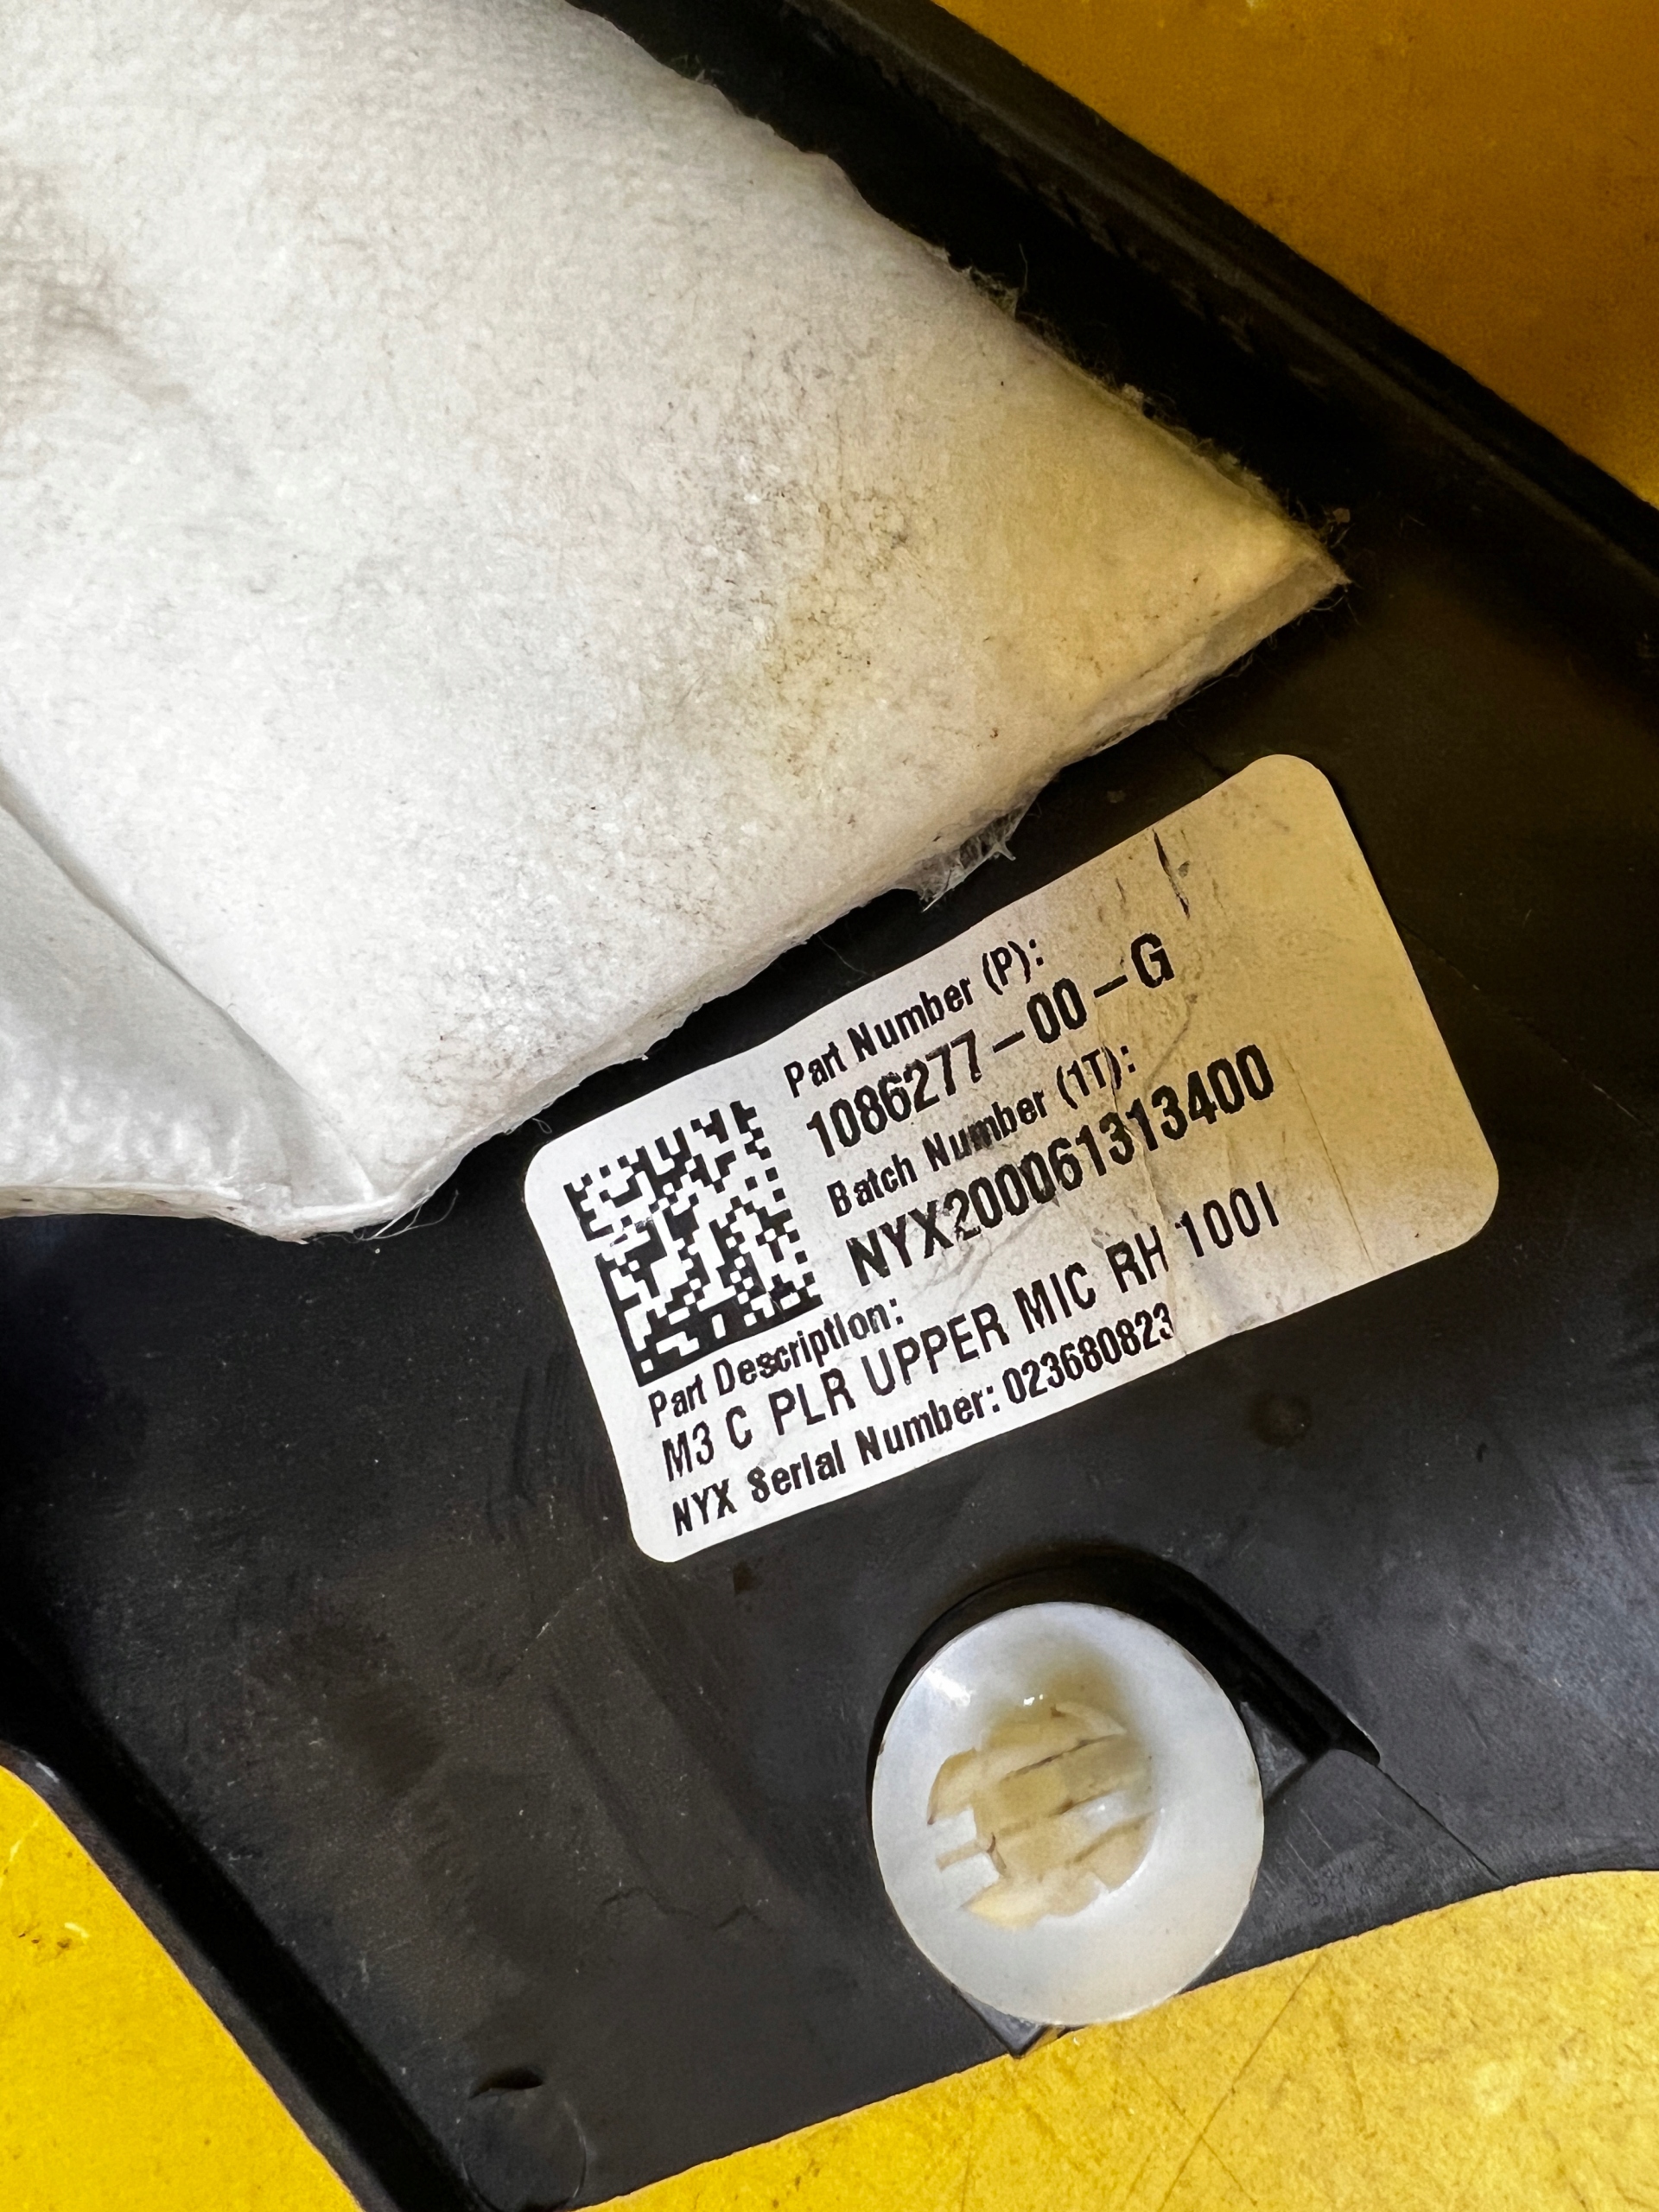 Part Number (P):
1086277-00-G
Batch Number (1T):
NYX200061313400
Part Description:
M3 C PLR UPPER MIC RH 100I
NYX Serial Number: 023680823